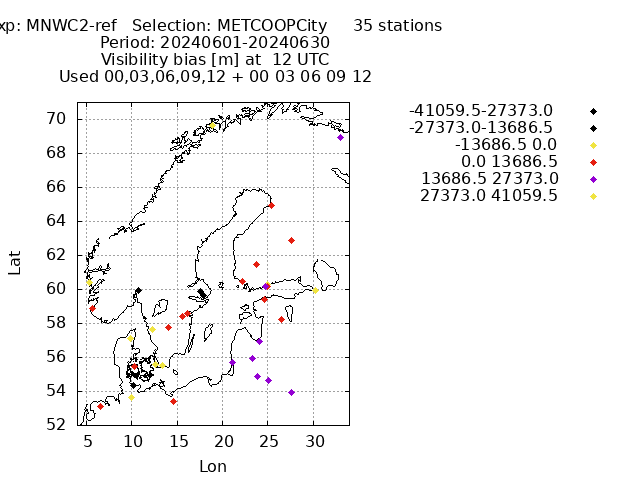 xp: MNWC2-ref   Selection: METCOOPCity     35 stations
Period: 20240601-20240630
Visibility bias [m] at  12 UTC
Used 00,03,06,09,12 + 00 03 06 09 12
-41059.5-27373.0
-27373.0-13686.5
-13686.5 0.0
0.0 13686.5
13686.5 27373.0
27373.0 41059.5
70
68
66
64
62
60
58
56
54
52
Lat
5 10 15 20 25 30
Lon